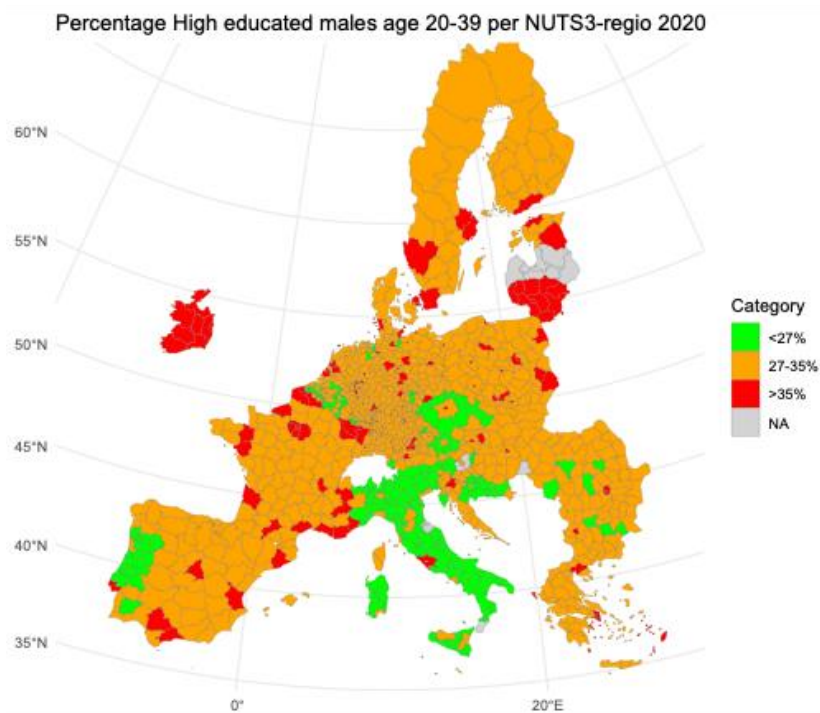 Percentage High educated males age 20-39 per NUTS3-regio 2020
60°N
55°N
50°N
45°N
40°N
35°N
0°
20°E
Category
<27%
27-35%
>35%
NA